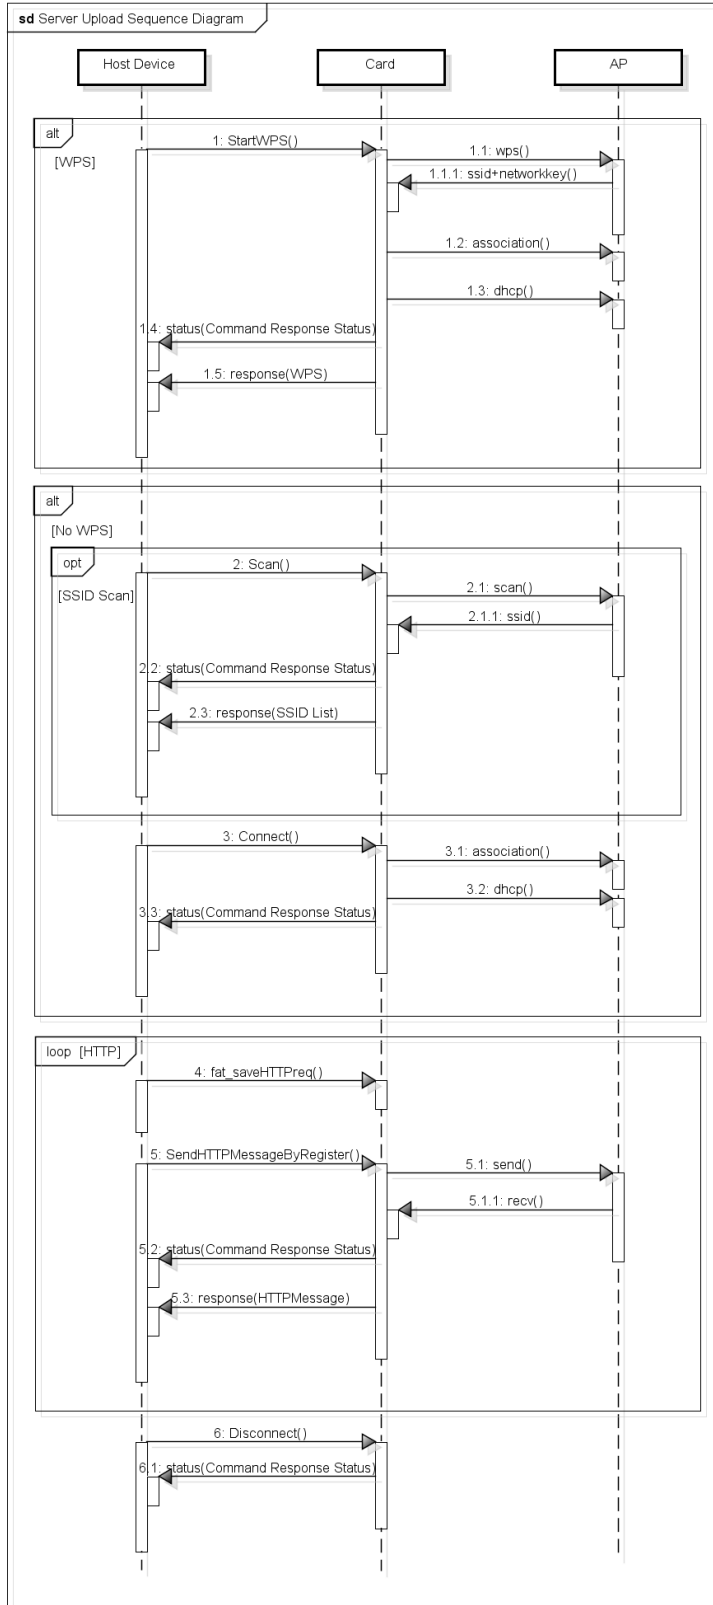 sd Server Upload Sequence Diagram
Host Device
Card
AP
alt
[WPS]
1: StartWPS()
1.1: wps()
1.1.1: ssid+networkkey()
1.2: association()
1.3: dhcp()
1.4: status(Command Response Status)
1.5: response(WPS)
alt
[No WPS]
opt
[SSID Scan]
2: Scan()
2.1: scan()
2.1.1: ssid()
2.2: status(Command Response Status)
2.3: response(SSID List)
3: Connect()
3.1: association()
3.2: dhcp()
3.3: status(Command Response Status)
loop [HTTP]
4: fat_saveHTTPreq()
5: SendHTTPMessageByRegister()
5.1: send()
5.1.1: recv()
5.2: status(Command Response Status)
5.3: response(HTTPMessage)
6: Disconnect()
6.1: status(Command Response Status)